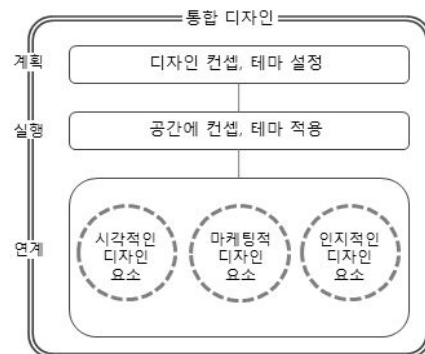 통합 디자인
계획
디자인 컨셉, 테마 설정
실행
공간에 컨셉, 테마 적용
연계
시각적인
디자인
요소
마케팅적
디자인
요소
인지적인
디자인
요소